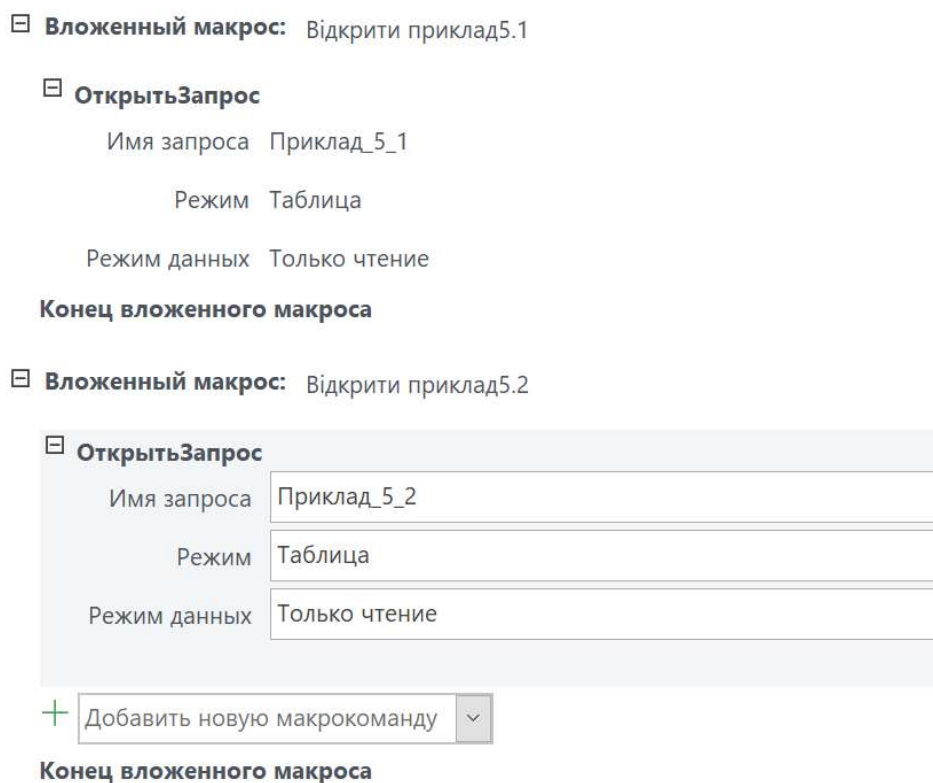 Вложенный макрос: Відкрити приклад5.1
ОткрытьЗапрос
Имя запроса Приклад_5_1
Режим Таблица
Режим данных Только чтение
Конец вложенного макроса
Вложенный макрос: Відкрити приклад5.2
ОткрытьЗапрос
Имя запроса Приклад_5_2
Режим Таблица
Режим данных Только чтение
Добавить новую макрокоманду
Конец вложенного макроса